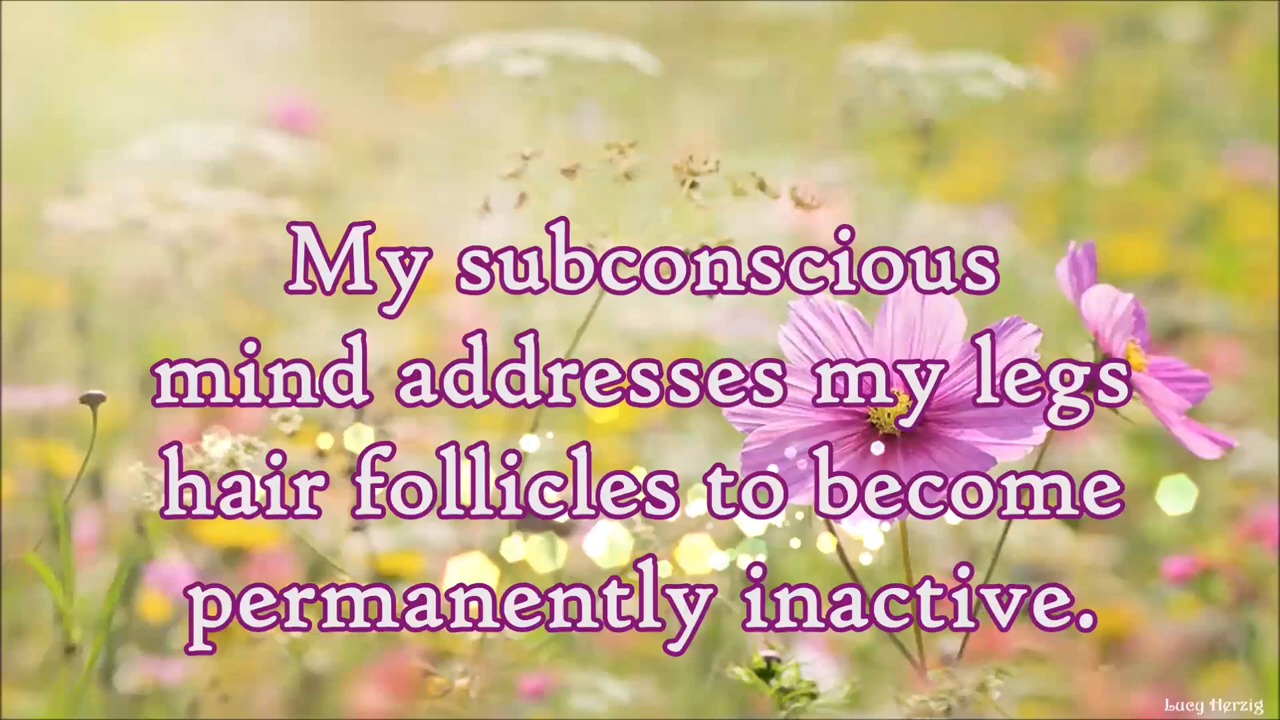 My subconscious
mind addresses my legs
hair follicles to become
permanently inactive.
Lucy Herzig